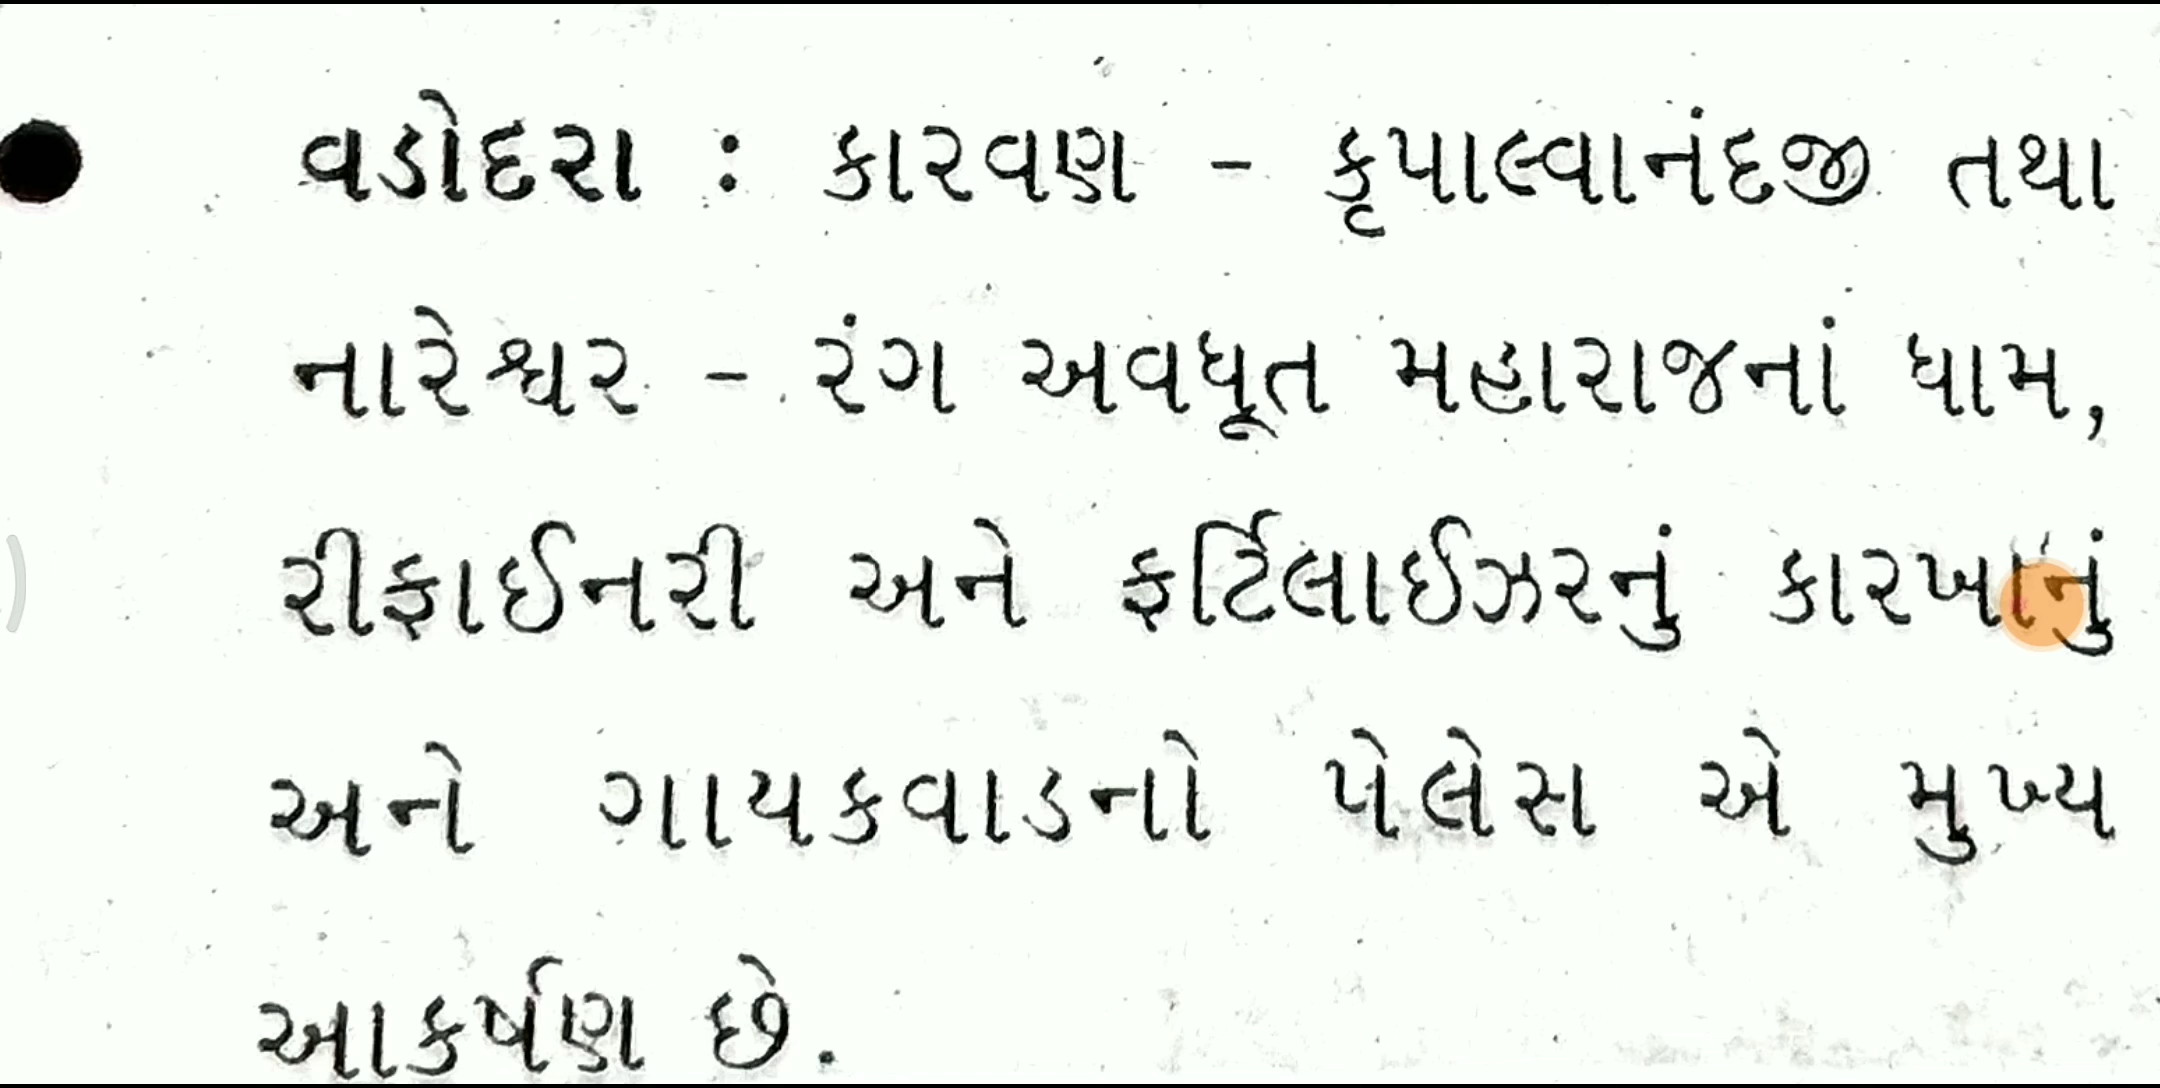 ● વડોદરા : કારવણ - કૃપાલ્વાનંદજી તથા
નારેશ્વર - રંગ અવધૂત મહારાજનાં ધામ,
રીફાઈનરી અને ફર્ટિલાઈઝરનું કારખાનું
અને ગાયકવાડનો પેલેસ એ મુખ્ય
આકર્ષણ છે.